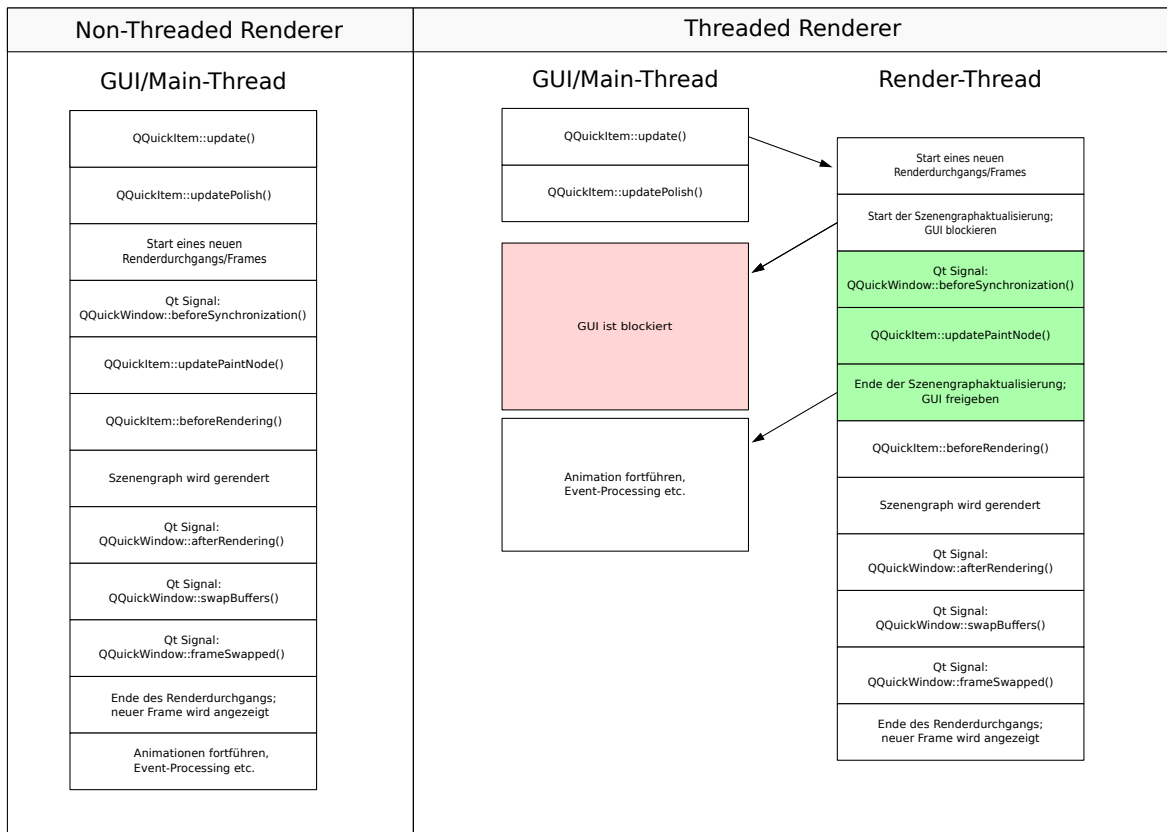 Non-Threaded Renderer
Threaded Renderer
GUI/Main-Thread
QQuickItem::update()
QQuickItem::updatePolish()
Start eines neuen
Renderdurchgangs/Frames
Qt Signal:
QQuickWindow::beforeSynchronization()
QQuickItem::updatePaintNode()
QQuickItem::beforeRendering()
Szenengraph wird gerendert
Qt Signal:
QQuickWindow::afterRendering()
Qt Signal:
QQuickWindow::swapBuffers()
Qt Signal:
QQuickWindow::frameSwapped()
Ende des Renderdurchgangs;
neuer Frame wird angezeigt
Animationen fortführen,
Event-Processing etc.
GUI/Main-Thread
QQuickItem::update()
QQuickItem::updatePolish()
GUI ist blockiert
Animation fortführen,
Event-Processing etc.
Render-Thread
Start eines neuen
Renderdurchgangs/Frames
Start der Szenengraphaktualisierung;
GUI blockieren
Qt Signal:
QQuickWindow::beforeSynchronization()
QQuickItem::updatePaintNode()
Ende der Szenengraphaktualisierung;
GUI freigeben
QQuickItem::beforeRendering()
Szenengraph wird gerendert
Qt Signal:
QQuickWindow::afterRendering()
Qt Signal:
QQuickWindow::swapBuffers()
Qt Signal:
QQuickWindow::frameSwapped()
Ende des Renderdurchgangs;
neuer Frame wird angezeigt